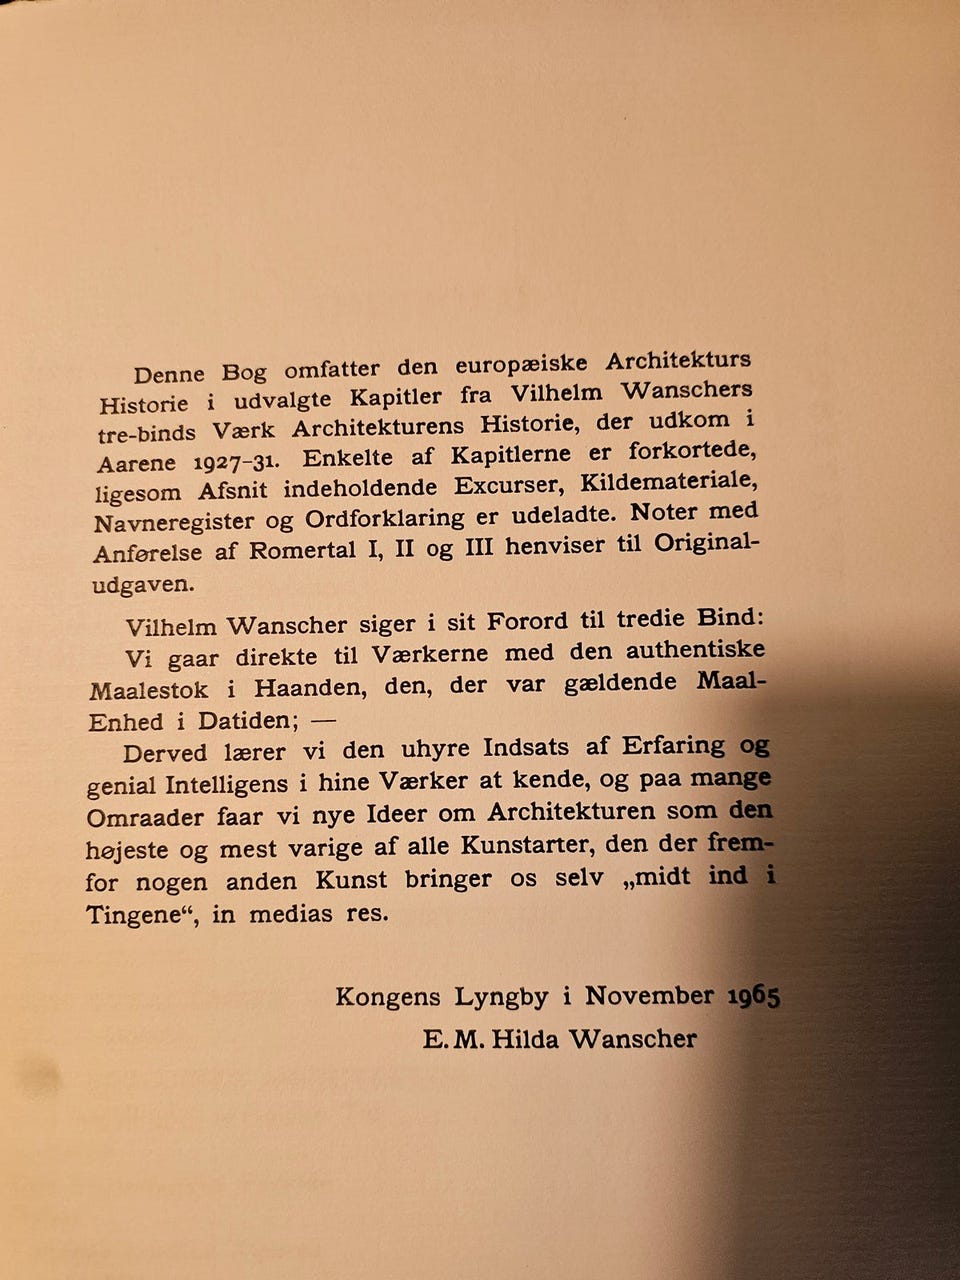 Denne Bog omfatter den europæiske Architekturs
Historie i udvalgte Kapitler fra Vilhelm Wanschers
tre-binds Værk Architekturens Historie, der udkom i
Aarene 1927-31. Enkelte af Kapitlerne er forkortede,
ligesom Afsnit indeholdende Excurser, Kildemateriale,
Navneregister og Ordforklaring er udeladte. Noter med
Anførelse af Romertal I, II og III henviser til Original-
udgaven.
Vilhelm Wanscher siger i sit Forord til tredie Bind:
Vi gaar direkte til Værkerne med den authentiske
Maalestok i Haanden, den, der var gældende Maal-
Enhed i Datiden; —
Derved lærer vi den uhyre Indsats af Erfaring og
genial Intelligens i hine Værker at kende, og paa mange
Omraader faar vi nye Ideer om Architekturen som den
højeste og mest varige af alle Kunstarter, den der frem-
for nogen anden Kunst bringer os selv „midt ind i
Tingene“, in medias res.
Kongens Lyngby i November 1965
E. M. Hilda Wanscher